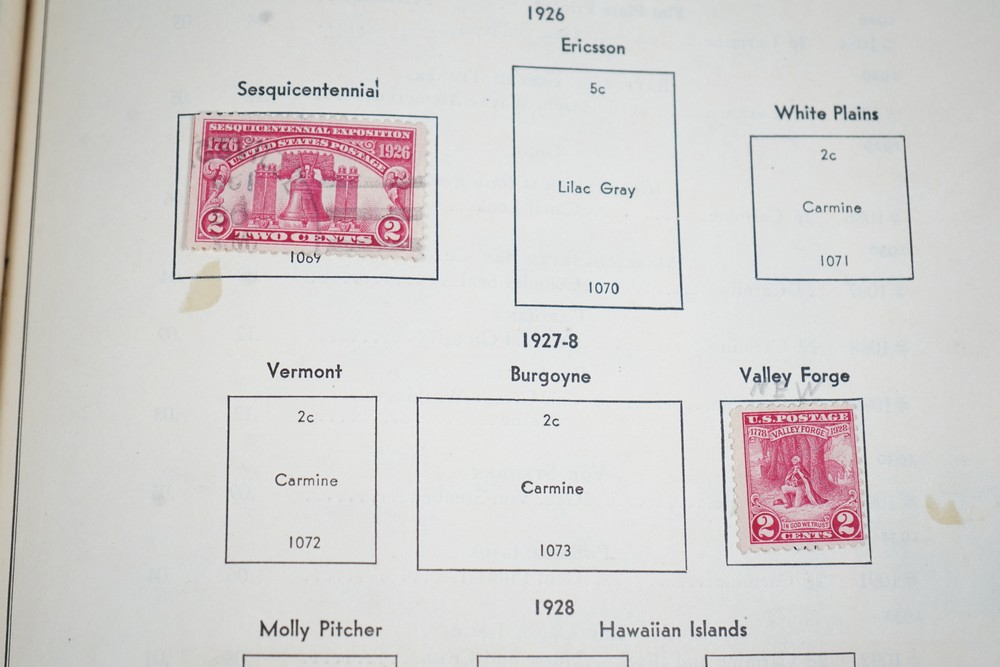 1926
Ericsson
Sesquicentennial
White Plains
5c
Lilac Gray
1070
2c
Carmine
1071
SESQUICENTENNIAL EXPOSITION
1776 UNITED STATES POSTAGE 1926
2 TWO CENTS 2
1069
1927-8
Vermont
Burgoyne
Valley Forge
NEW
2c
Carmine
1072
2c
Carmine
1073
U.S. POSTAGE
1778 VALLEY FORGE 1928
IN GOD WE TRUST
2 CENTS 2
1928
Molly Pitcher
Hawaiian Islands